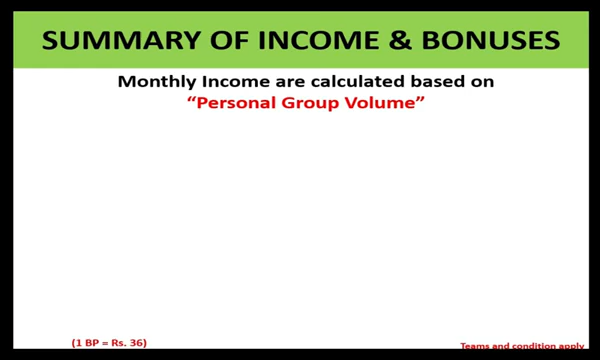 SUMMARY OF INCOME & BONUSES
Monthly Income are calculated based on
“Personal Group Volume”
(1 BP = Rs. 36)
Teams and condition apply